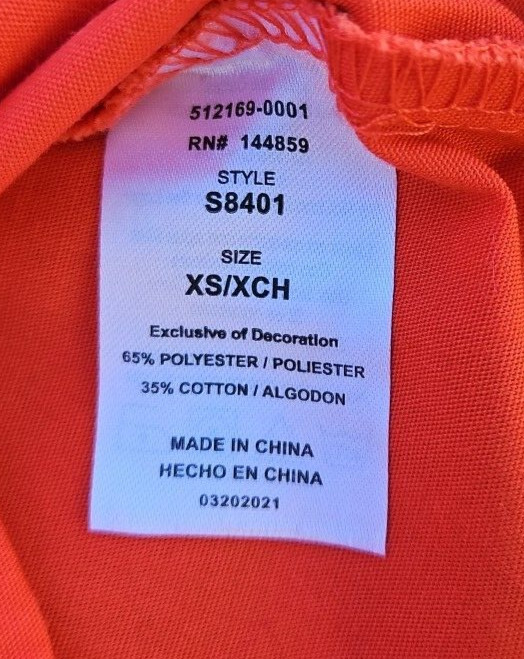 512169-0001
RN# 144859
STYLE
S8401
SIZE
XS/XCH
Exclusive of Decoration
65% POLYESTER / POLIESTER
35% COTTON / ALGODON
MADE IN CHINA
HECHO EN CHINA
03202021